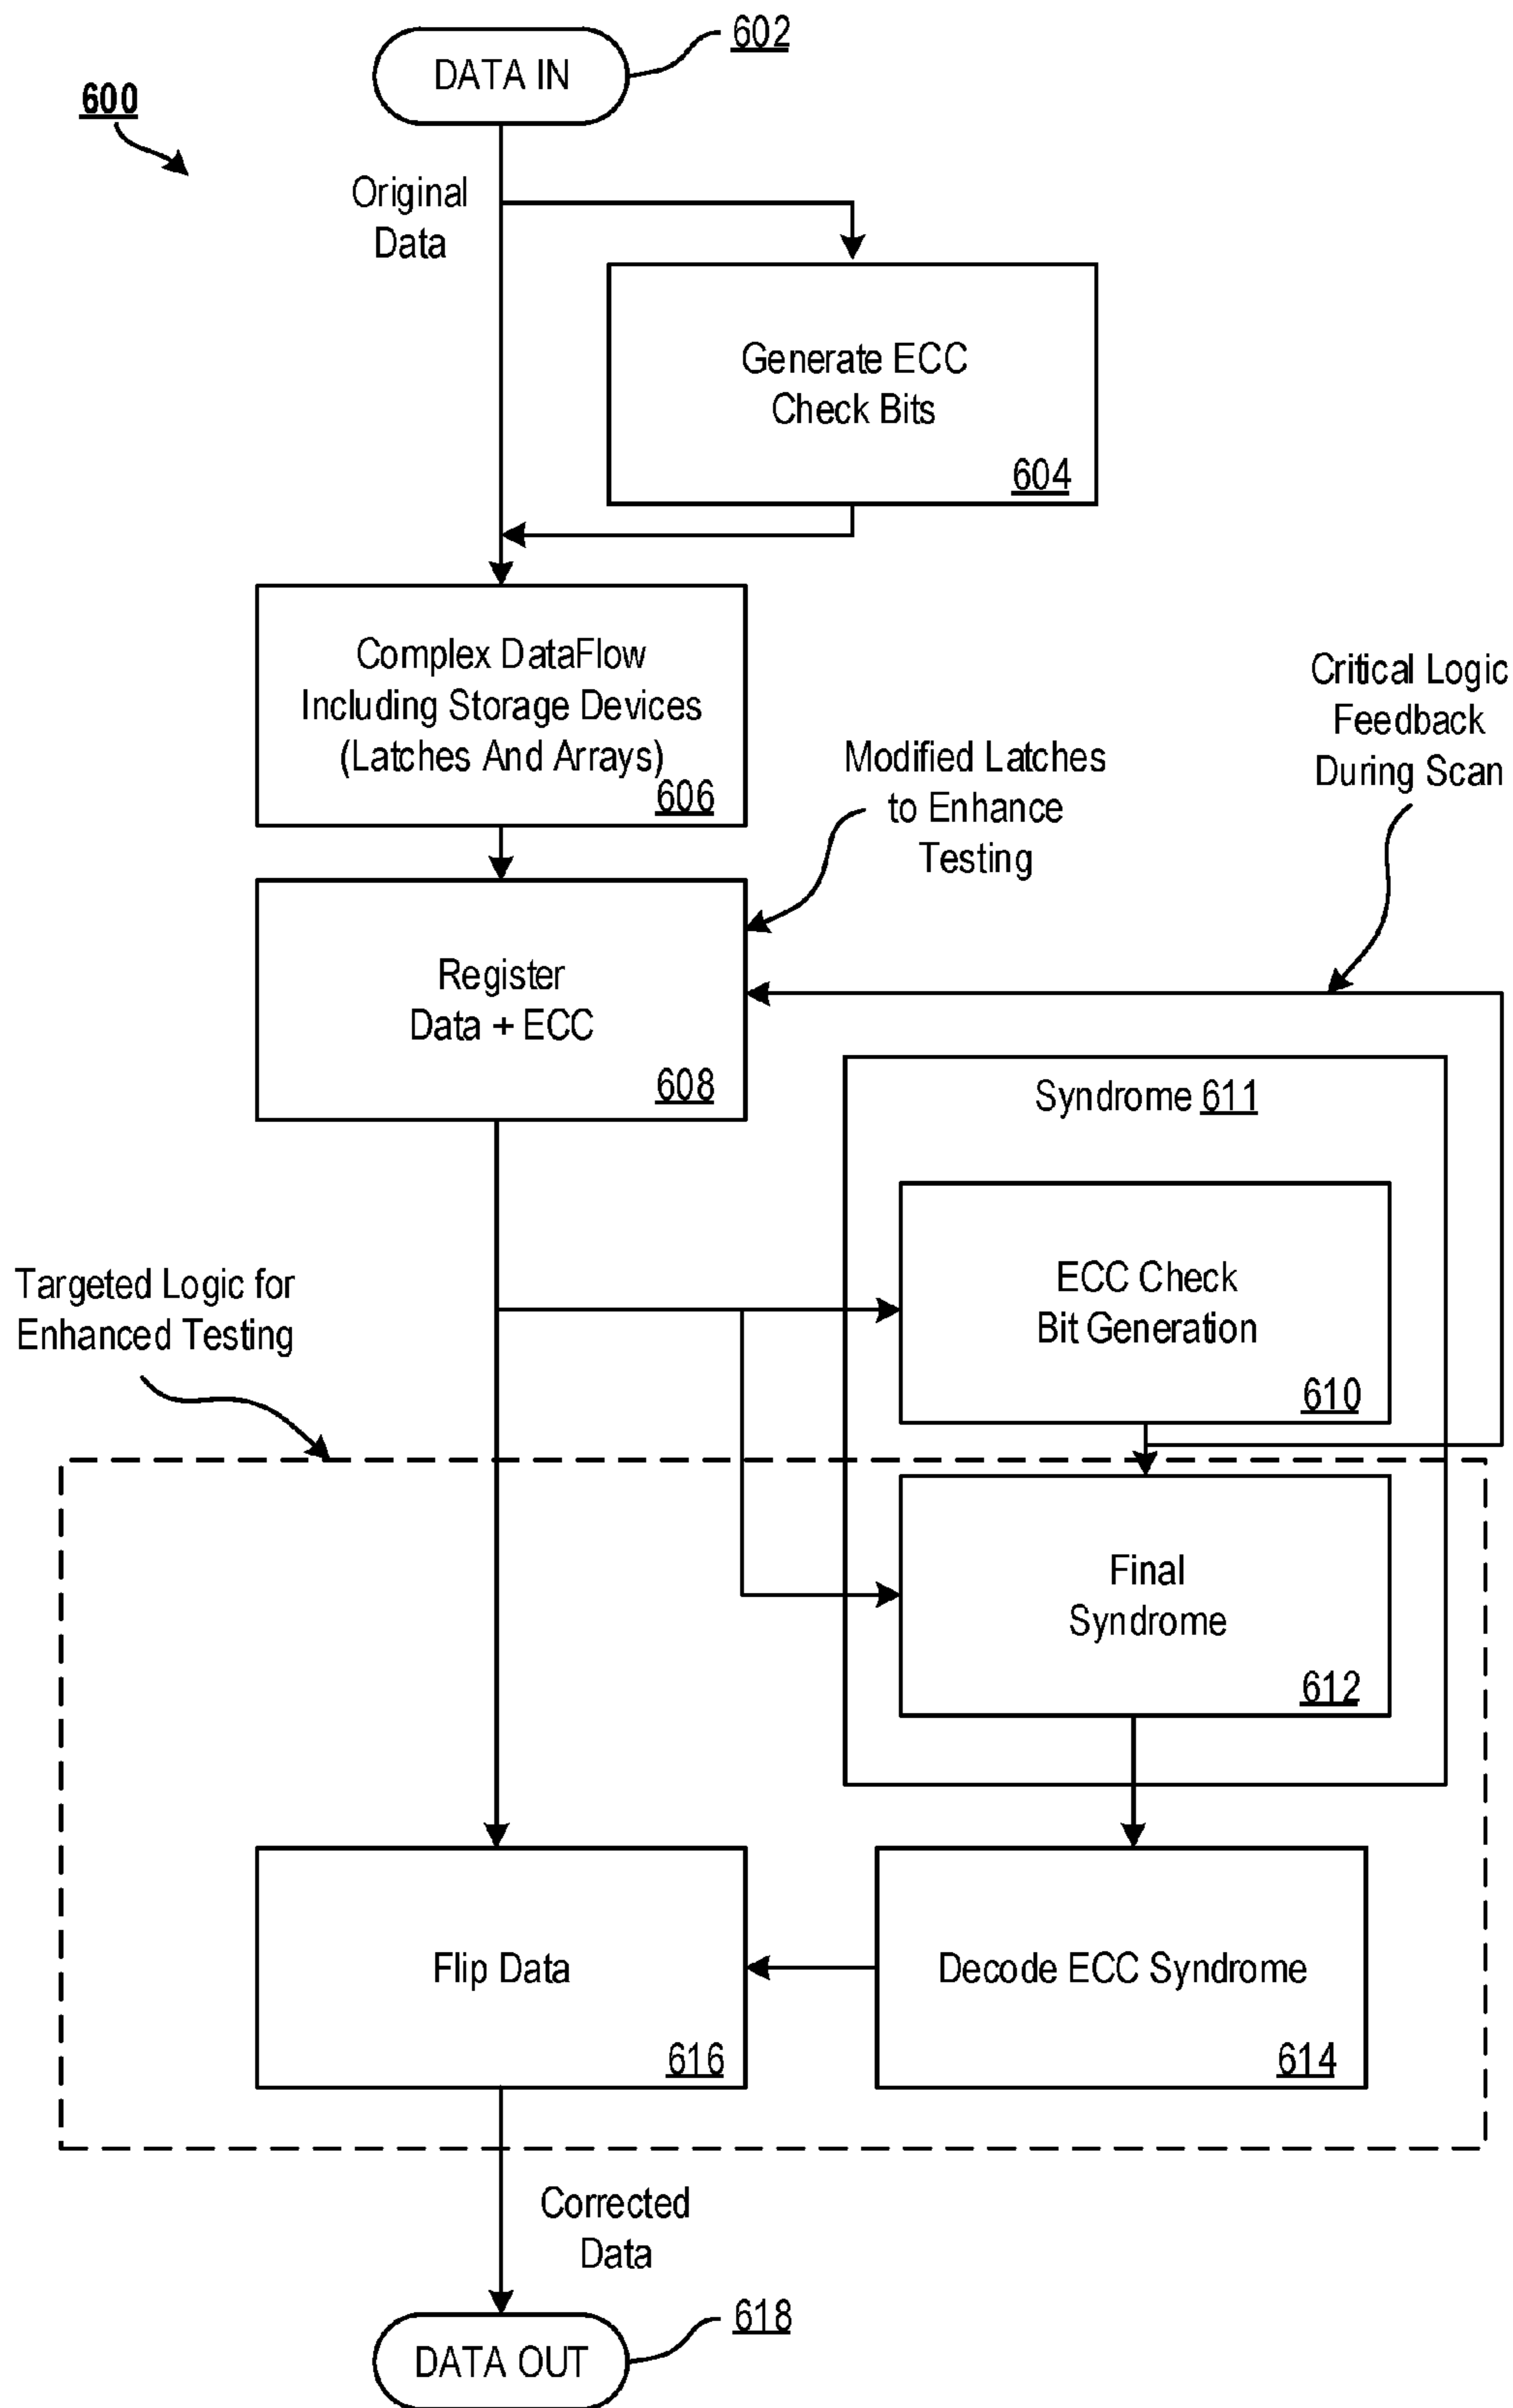 602
DATA IN
600
Original
Data
Generate ECC
Check Bits
604
Complex DataFlow
Including Storage Devices
(Latches And Arrays)
606
Critical Logic
Feedback
During Scan
Modified Latches
to Enhance
Testing
Register
Data + ECC
608
Syndrome 611
ECC Check
Bit Generation
610
Targeted Logic for
Enhanced Testing
Final
Syndrome
612
Flip Data
616
Decode ECC Syndrome
614
Corrected
Data
618
DATA OUT